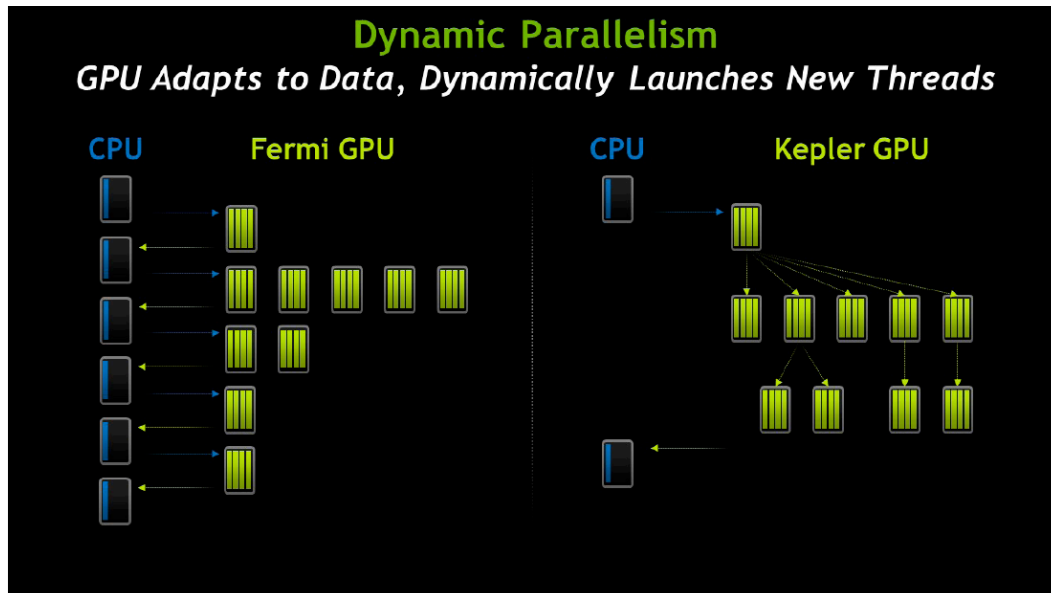 Dynamic Parallelism
GPU Adapts to Data, Dynamically Launches New Threads
CPU
Fermi GPU
CPU
Kepler GPU